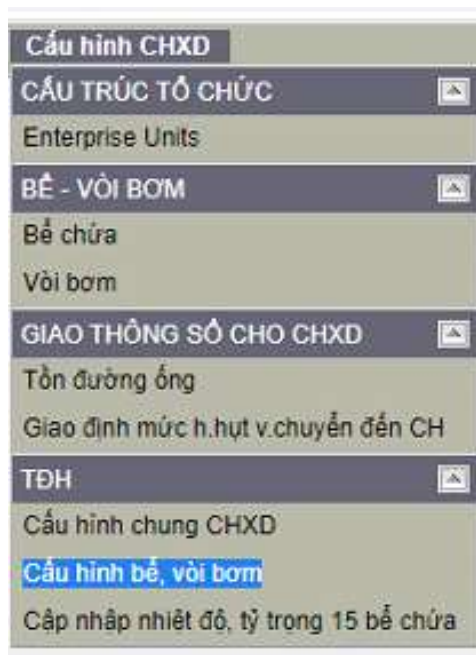 Cấu hình CHXD
CẤU TRÚC TỔ CHỨC
Enterprise Units
BỂ - VÒI BƠM
Bể chứa
Vòi bơm
GIAO THÔNG SỐ CHO CHXD
Tồn đường ống
Giao định mức h.hụt v.chuyển đến CH
TĐH
Cấu hình chung CHXD
Cấu hình bể, vòi bơm
Cập nhập nhiệt độ, tỷ trọng 15 bể chứa